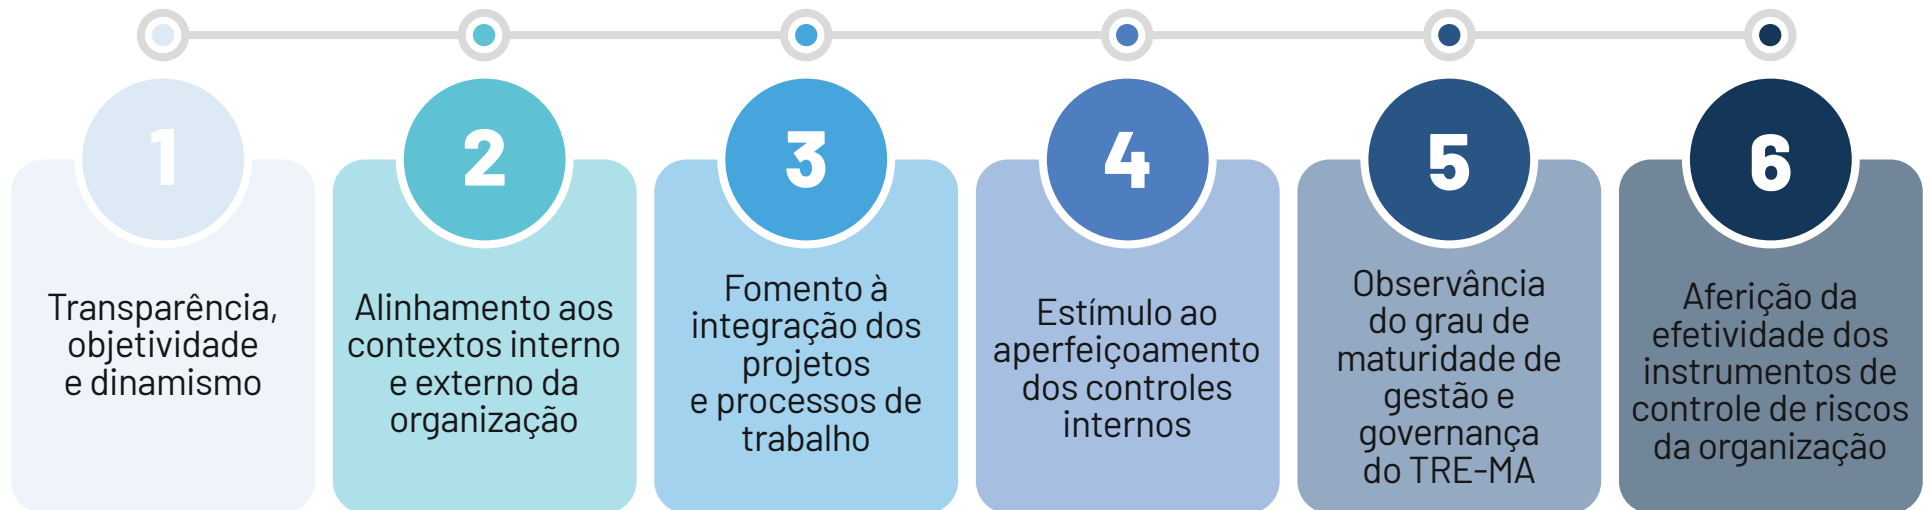 1
Transparência,
objetividade
e dinamismo
2
Alinhamento aos
contextos interno
e externo da
organização
3
Fomento à
integração dos
projetos
e processos de
trabalho
4
Estímulo ao
aperfeiçoamento
dos controles
internos
5
Observância
do grau de
maturidade de
gestão e
governança
do TRE-MA
6
Aferição da
efetividade dos
instrumentos de
controle de riscos
da organização